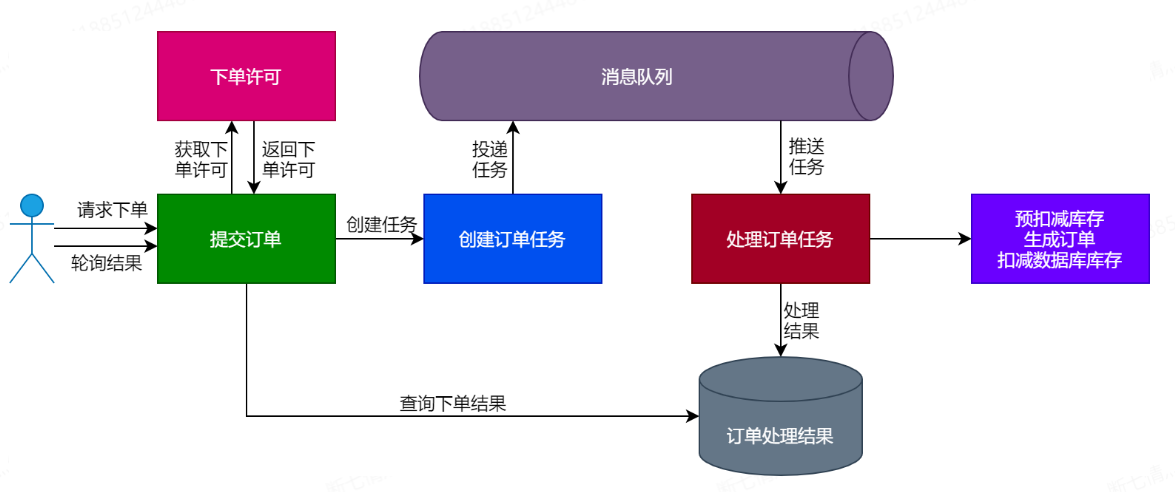 下单许可
消息队列
获取下
单许可
返回下
单许可
投递
任务
推送
任务
请求下单
轮询结果
提交订单
创建任务
创建订单任务
处理订单任务
预扣减库存
生成订单
扣减数据库库存
处理
结果
查询下单结果
订单处理结果